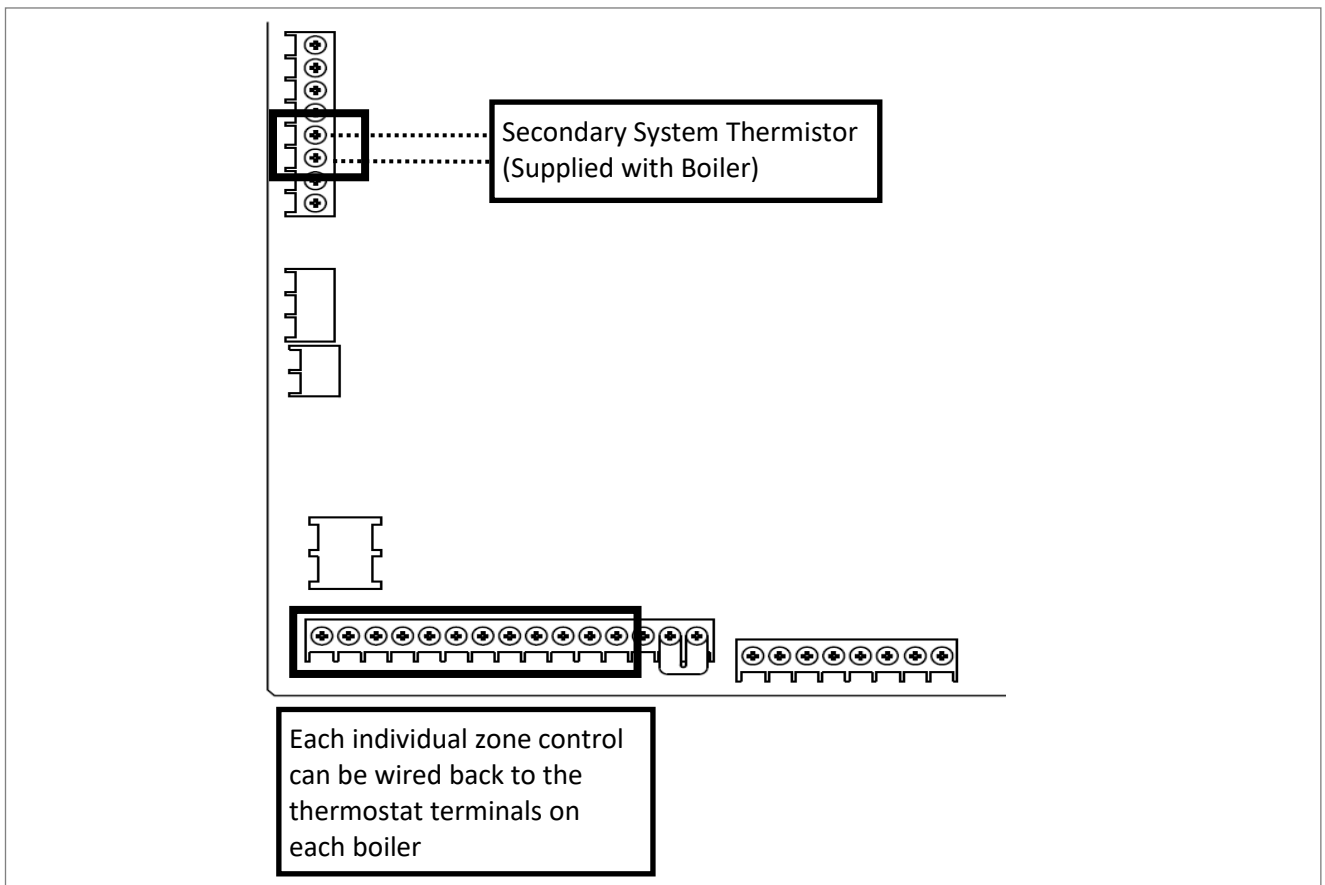 Secondary System Thermistor
(Supplied with Boiler)
Each individual zone control
can be wired back to the
thermostat terminals on
each boiler